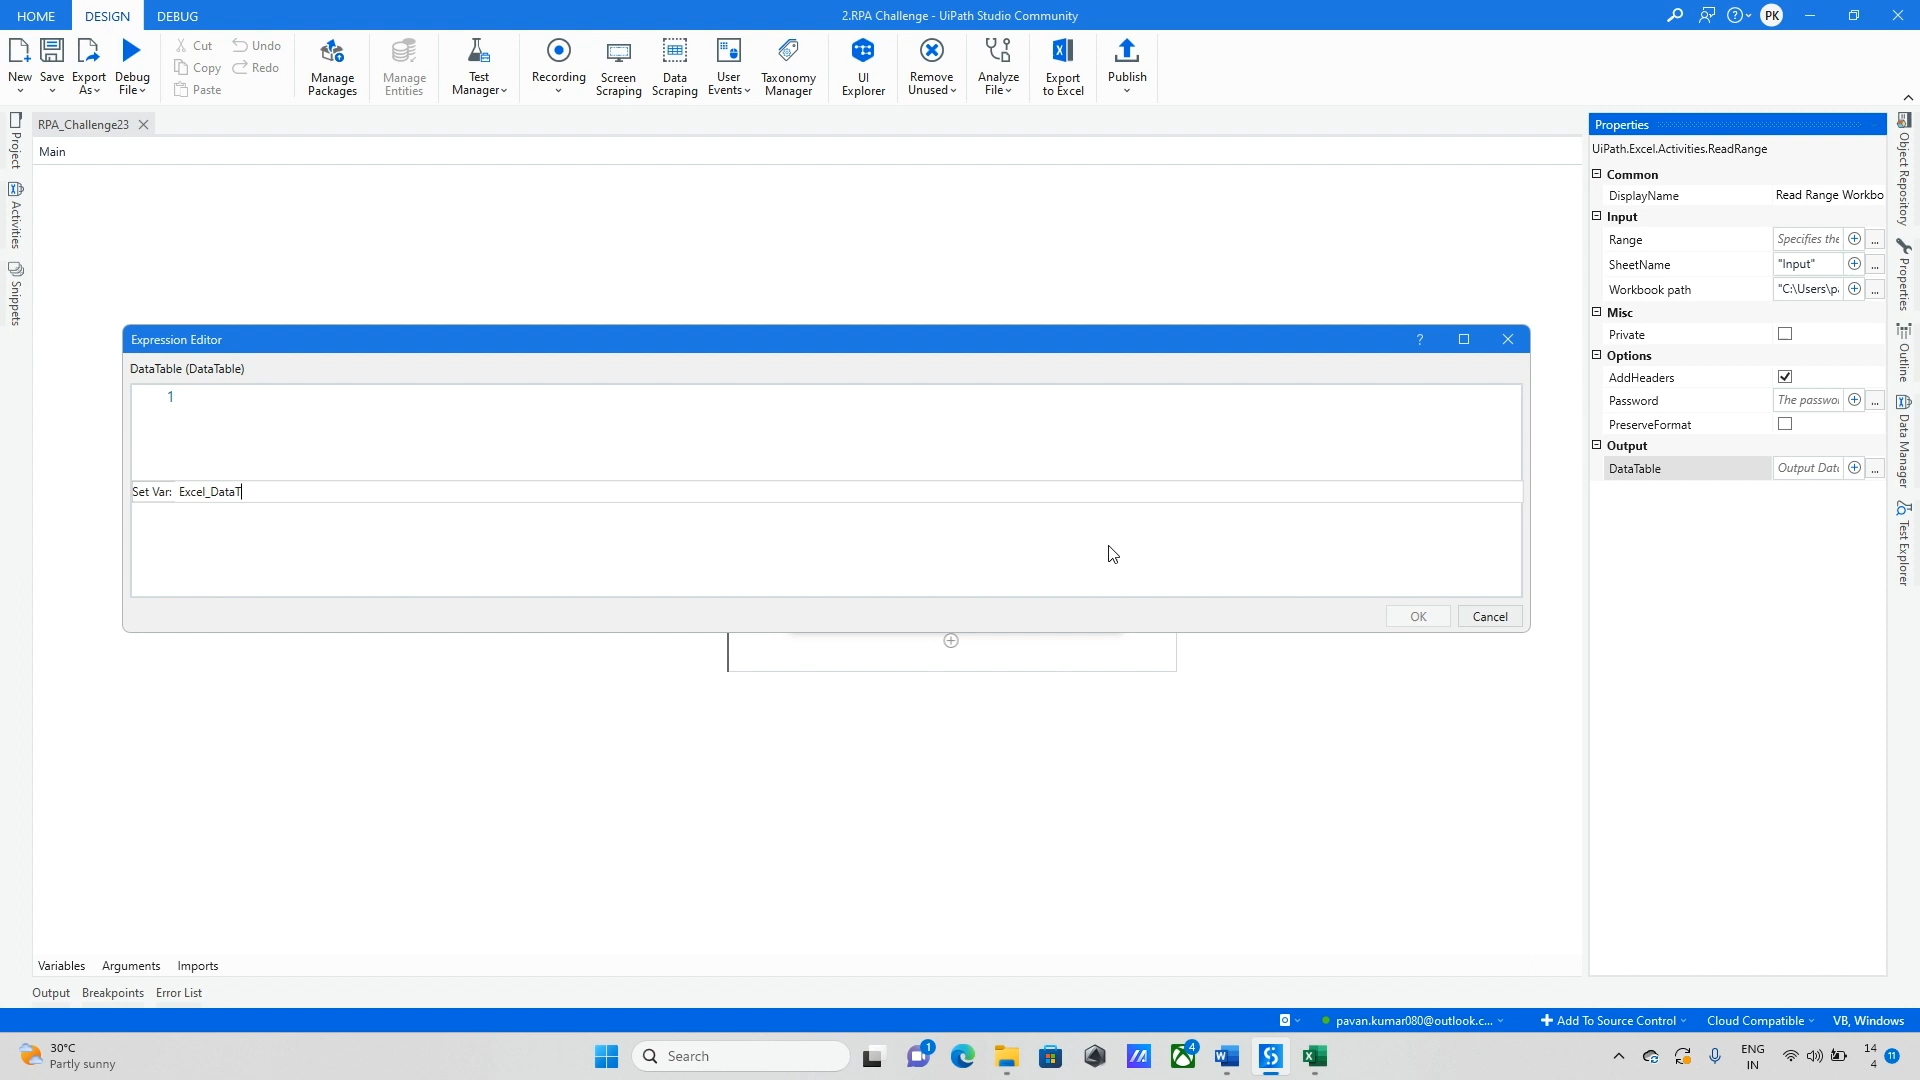 HOME DESIGN DEBUG
2.RPA Challenge - UiPath Studio Community
PK
New
Save
Export As
Debug File
Cut
Copy
Paste
Undo
Redo
Manage Packages
Manage Entities
Test Manager
Recording
Screen Scraping
Data Scraping
User Events
Taxonomy Manager
UI Explorer
Remove Unused
Analyze File
Export to Excel
Publish
Project
Activities
Snippets
RPA_Challenge23
Main
Expression Editor
?
DataTable (DataTable)
1
Set Var: Excel_DataT
OK Cancel
Properties
UiPath.Excel.Activities.ReadRange
Common
DisplayName Read Range Workbo
Input
Range Specifies the ...
SheetName "Input" ...
Workbook path "C:\Users\p ...
Misc
Private
Options
AddHeaders
Password The passwo ...
PreserveFormat
Output
DataTable Output Data ...
Object Repository
Properties
Outline
Data Manager
Test Explorer
Variables Arguments Imports
Output Breakpoints Error List
pavan.kumar080@outlook.c... Add To Source Control Cloud Compatible VB, Windows
30°C
Partly sunny
Search
1
4
ENG
IN
14
4
11